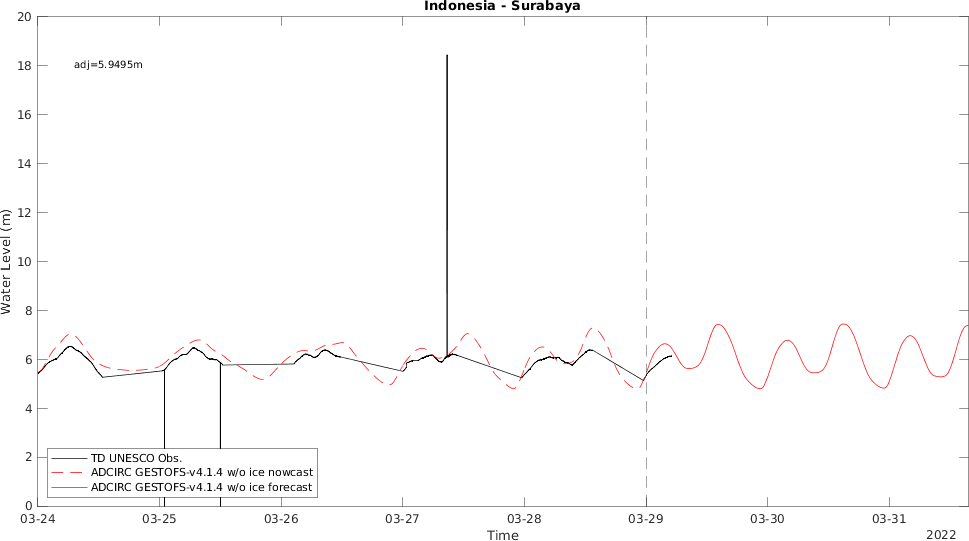 Indonesia - Surabaya
20
18
16
14
12
10
8
6
4
2
0
Water Level (m)
adj=5.9495m
TD UNESCO Obs.
ADCIRC GESTOFS-v4.1.4 w/o ice nowcast
ADCIRC GESTOFS-v4.1.4 w/o ice forecast
03-24 03-25 03-26 03-27 03-28 03-29 03-30 03-31
Time
2022